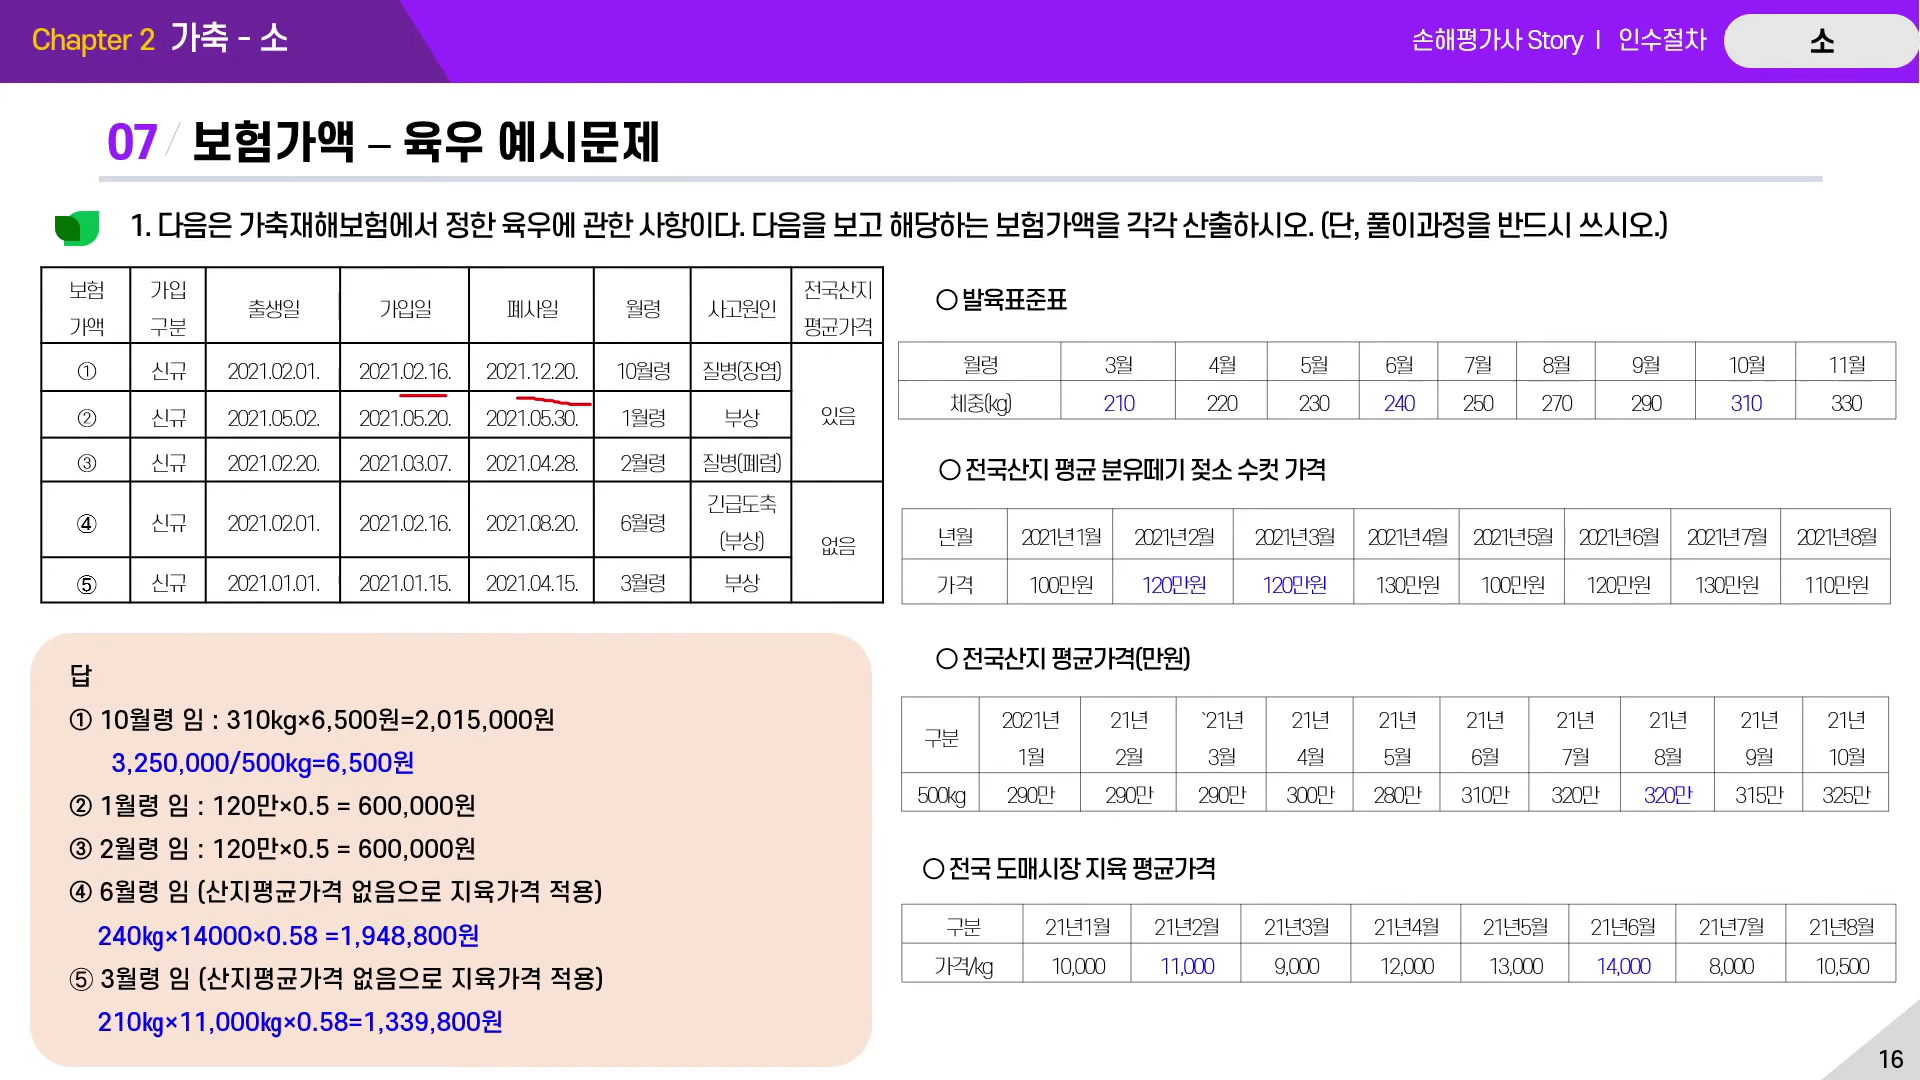 Chapter 2 가축 - 소
손해평가사 Story ㅣ 인수절차
소
07 / 보험가액 – 육우 예시문제
1. 다음은 가축재해보험에서 정한 육우에 관한 사항이다. 다음을 보고 해당하는 보험가액을 각각 산출하시오. (단, 풀이과정을 반드시 쓰시오.)
보험 가액 가입 구분 출생일 가입일 폐사일 월령 사고원인 전국산지 평균가격
① 신규 2021.02.01. 2021.02.16. 2021.12.20. 10월령 질병(장염) 있음
② 신규 2021.05.02. 2021.05.20. 2021.05.30. 1월령 부상
③ 신규 2021.02.20. 2021.03.07. 2021.04.28. 2월령 질병(폐렴)
④ 신규 2021.02.01. 2021.02.16. 2021.08.20. 6월령 긴급도축 (부상) 없음
⑤ 신규 2021.01.01. 2021.01.15. 2021.04.15. 3월령 부상
답
① 10월령 임 : 310kg×6,500원=2,015,000원
3,250,000/500kg=6,500원
② 1월령 임 : 120만×0.5 = 600,000원
③ 2월령 임 : 120만×0.5 = 600,000원
④ 6월령 임 (산지평균가격 없음으로 지육가격 적용)
240㎏×14000×0.58 =1,948,800원
⑤ 3월령 임 (산지평균가격 없음으로 지육가격 적용)
210㎏×11,000㎏×0.58=1,339,800원
○ 발육표준표
월령 3월 4월 5월 6월 7월 8월 9월 10월 11월
체중(kg) 210 220 230 240 250 270 290 310 330
○ 전국산지 평균 분유떼기 젖소 수컷 가격
년월 2021년 1월 2021년 2월 2021년 3월 2021년 4월 2021년 5월 2021년 6월 2021년 7월 2021년 8월
가격 100만원 120만원 120만원 130만원 100만원 120만원 130만원 110만원
○ 전국산지 평균가격(만원)
구분 2021년 1월 21년 2월 `21년 3월 21년 4월 21년 5월 21년 6월 21년 7월 21년 8월 21년 9월 21년 10월
500kg 290만 290만 290만 300만 280만 310만 320만 320만 315만 325만
○ 전국 도매시장 지육 평균가격
구분 21년1월 21년2월 21년3월 21년4월 21년5월 21년6월 21년7월 21년8월
가격/kg 10,000 11,000 9,000 12,000 13,000 14,000 8,000 10,500
16